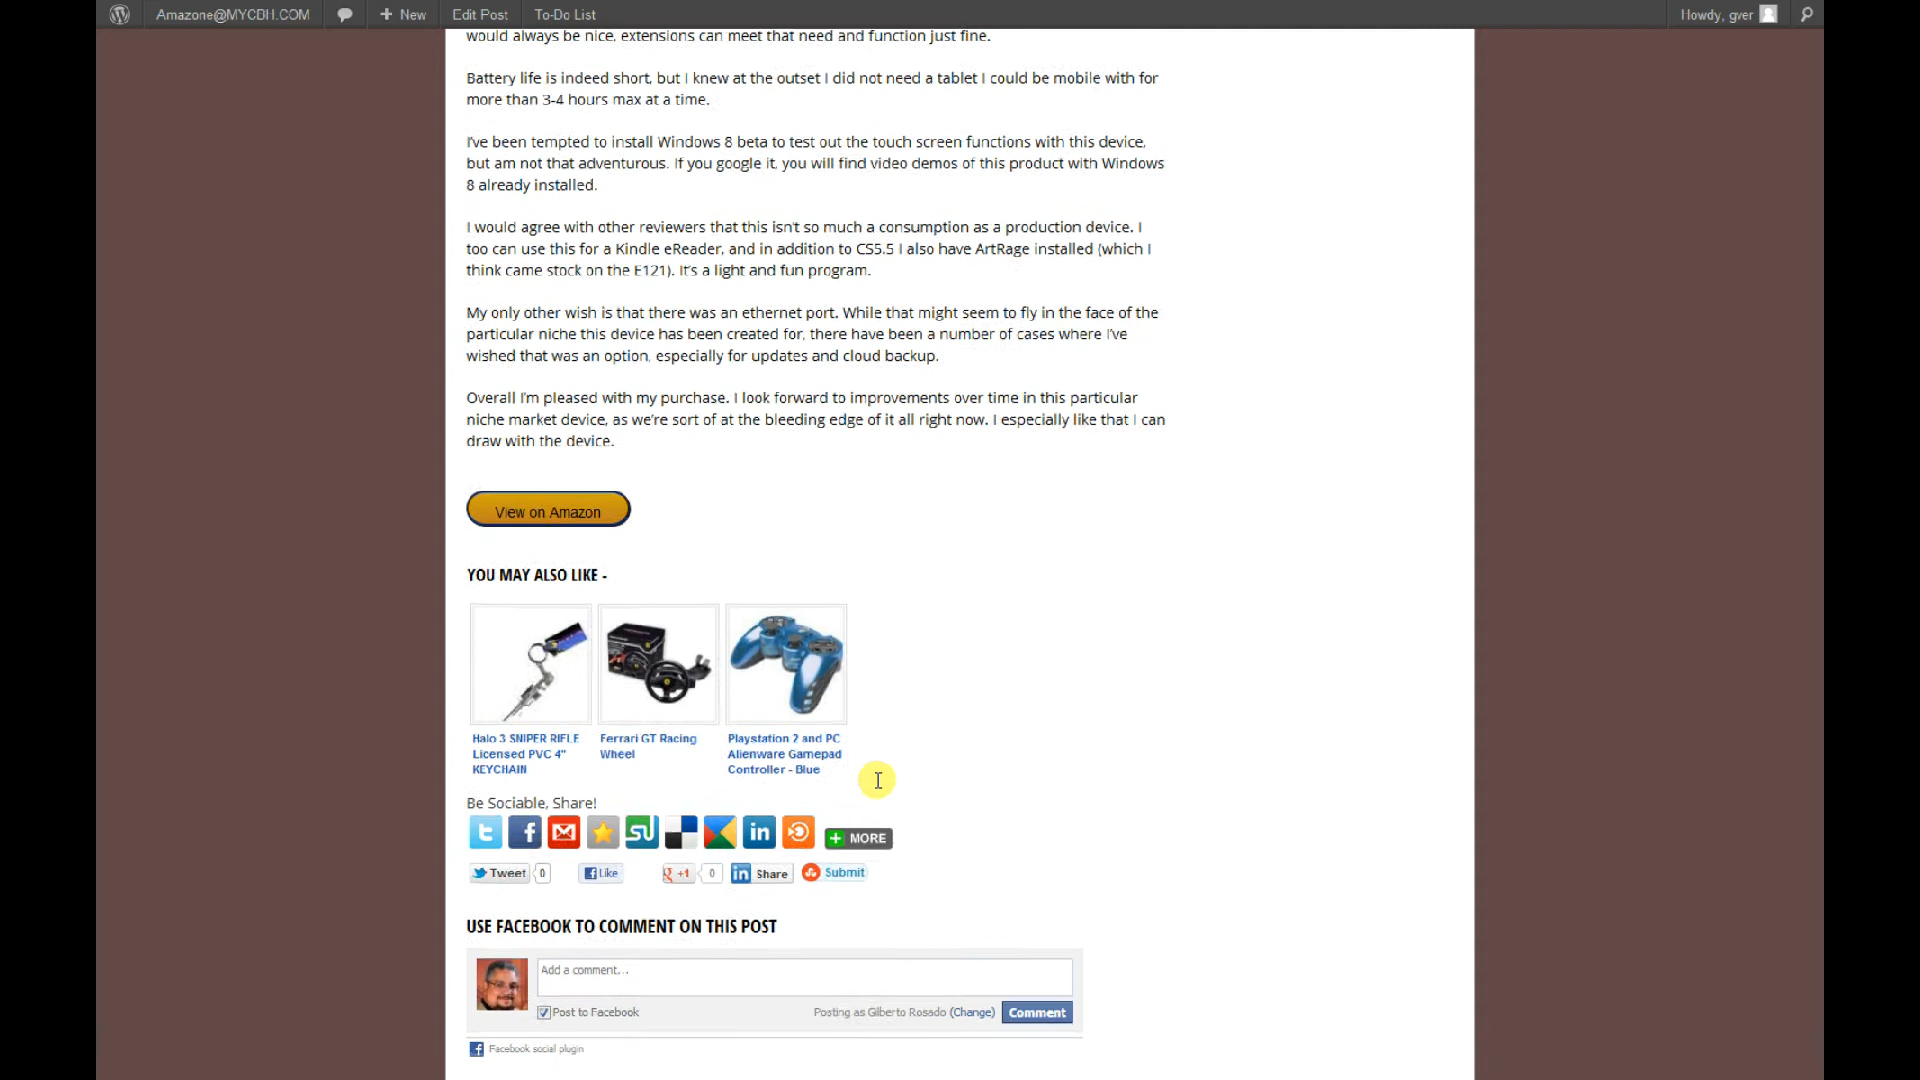 Amazone@MYCDH.COM
+ New
Edit Post
To-Do List
Howdy, gver
would always be nice, extensions can meet that need and function just fine.
Battery life is indeed short, but I knew at the outset I did not need a tablet I could be mobile with for
more than 3-4 hours max at a time.
I've been tempted to install Windows 8 beta to test out the touch screen functions with this device,
but am not that adventurous. If you google it, you will find video demos of this product with Windows
8 already installed.
I would agree with other reviewers that this isn't so much a consumption as a production device. I
too can use this for a Kindle eReader, and in addition to CS5.5 I also have ArtRage installed (which I
think came stock on the E121). It's a light and fun program.
My only other wish is that there was an ethernet port. While that might seem to fly in the face of the
particular niche this device has been created for, there have been a number of cases where I've
wished that was an option, especially for updates and cloud backup.
Overall I'm pleased with my purchase. I look forward to improvements over time in this particular
niche market device, as we're sort of at the bleeding edge of it all right now. I especially like that I can
draw with the device.
View on Amazon
YOU MAY ALSO LIKE -
Halo 3 SNIPER RIFLE
Licensed PVC 4"
KEYCHAIN
Ferrari GT Racing
Wheel
Playstation 2 and PC
Alienware Gamepad
Controller - Blue
Be Sociable, Share!
+ MORE
Tweet 0
Like
+1 0
in Share
Submit
USE FACEBOOK TO COMMENT ON THIS POST
Add a comment...
Post to Facebook
Posting as Gilberto Rosado (Change)
Comment
Facebook social plugin